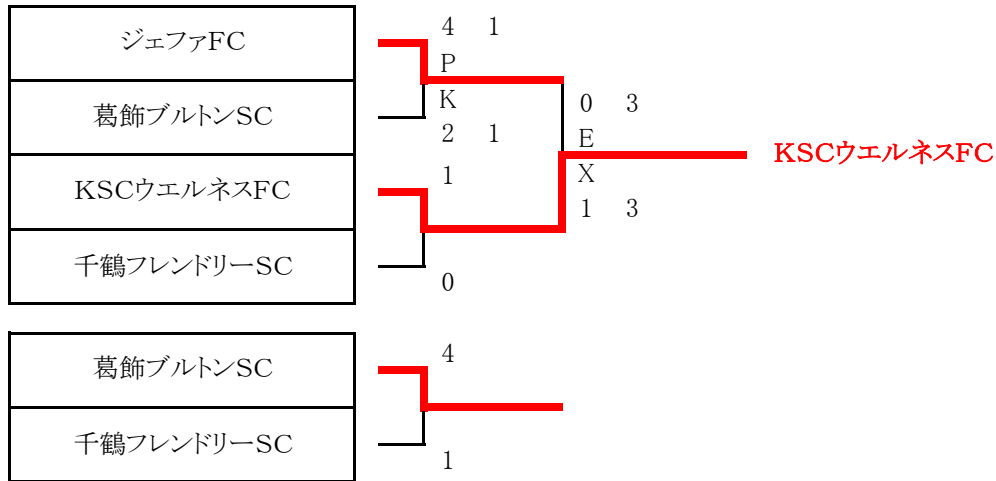 ジェファFC
4 1
P
K
2 1
葛飾ブルトンSC
KSCウエルネスFC
1
千鶴フレンドリーSC
0
0 3
E
X
1 3
KSCウエルネスFC
葛飾ブルトンSC
4
千鶴フレンドリーSC
1